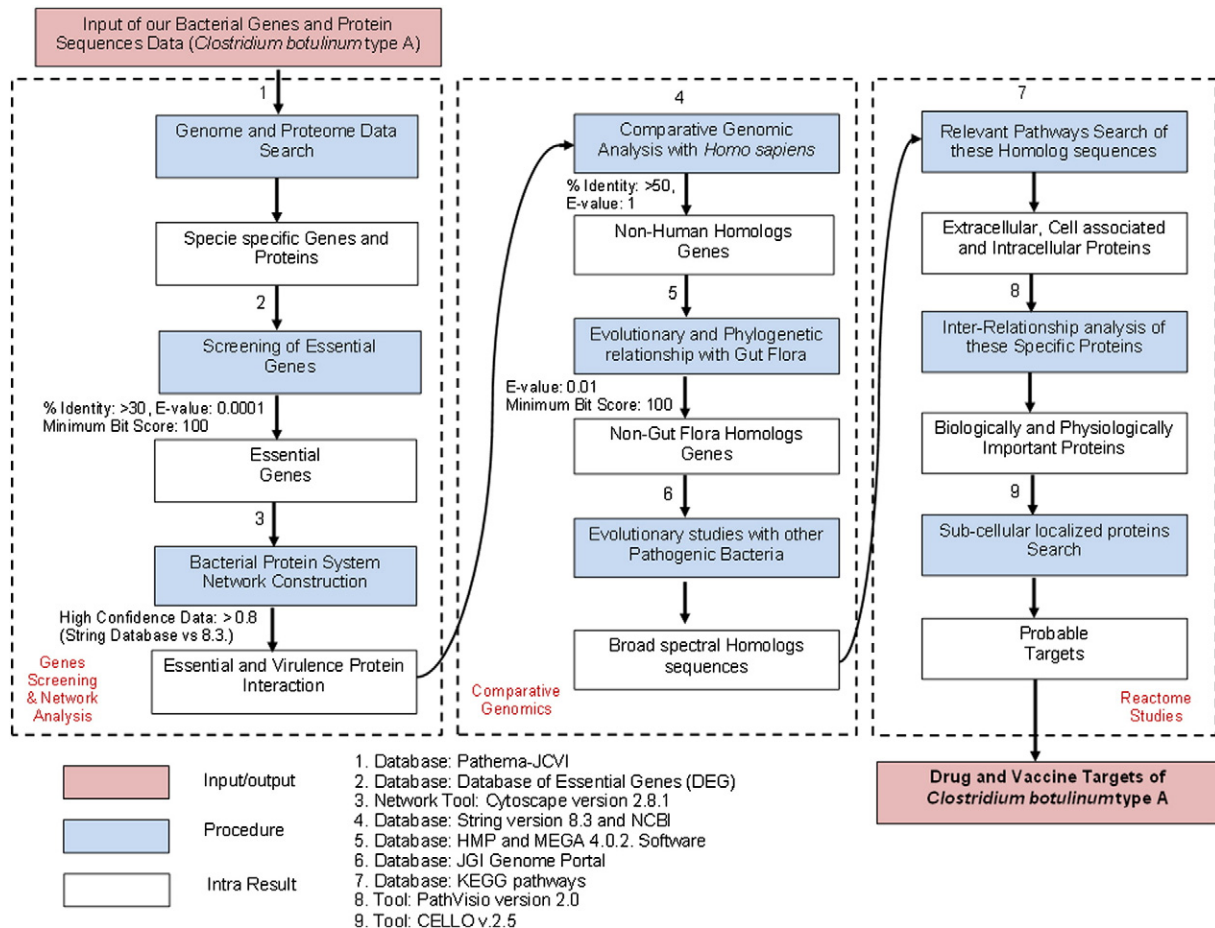 Input of our Bacterial Genes and Protein
Sequences Data (Clostridium botulinum type A)
1
Genome and Proteome Data
Search
Specie specific Genes and
Proteins
2
Screening of Essential
Genes
% Identity: >30, E-value: 0.0001
Minimum Bit Score: 100
Essential
Genes
3
Bacterial Protein System
Network Construction
High Confidence Data: > 0.8
(String Database vs 8.3.)
Essential and Virulence Protein
Interaction
Genes
Screening
& Network
Analysis
4
Comparative Genomic
Analysis with Homo sapiens
% Identity: >50,
E-value: 1
Non-Human Homologs
Genes
5
Evolutionary and Phylogenetic
relationship with Gut Flora
E-value: 0.01
Minimum Bit Score: 100
Non-Gut Flora Homologs
Genes
6
Evolutionary studies with other
Pathogenic Bacteria
Broad spectral Homologs
sequences
Comparative
Genomics
7
Relevant Pathways Search of
these Homolog sequences
Extracellular, Cell associated
and Intracellular Proteins
8
Inter-Relationship analysis of
these Specific Proteins
Biologically and Physiologically
Important Proteins
9
Sub-cellular localized proteins
Search
Probable
Targets
Reactome
Studies
Drug and Vaccine Targets of
Clostridium botulinum type A
Input/output
Procedure
Intra Result
1. Database: Pathema-JCVI
2. Database: Database of Essential Genes (DEG)
3. Network Tool: Cytoscape version 2.8.1
4. Database: String version 8.3 and NCBI
5. Database: HMP and MEGA 4.0.2. Software
6. Database: JGI Genome Portal
7. Database: KEGG pathways
8. Tool: PathVisio version 2.0
9. Tool: CELLO v.2.5